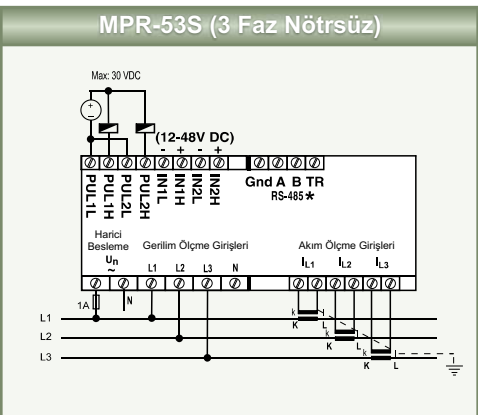 MPR-53S (3 Faz Nötrsüz)
Max: 30 VDC
(12-48V DC)
- + - +
PUL1L PUL1H PUL2L PUL2H IN1L IN1H IN2L IN2H
Gnd A B TR
RS-485 *
Harici Besleme
Gerilim Ölçme Girişleri
Akım Ölçme Girişleri
Un ~
L1 L2 L3 N
IL1 IL2 IL3
1A
N
L1
L2
L3
k l
K L
k l
K L
k l
K L